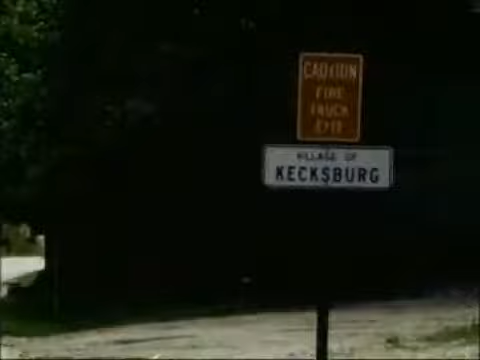 CAUTION
FIRE
TRUCK
EXIT
VILLAGE OF
KECKSBURG